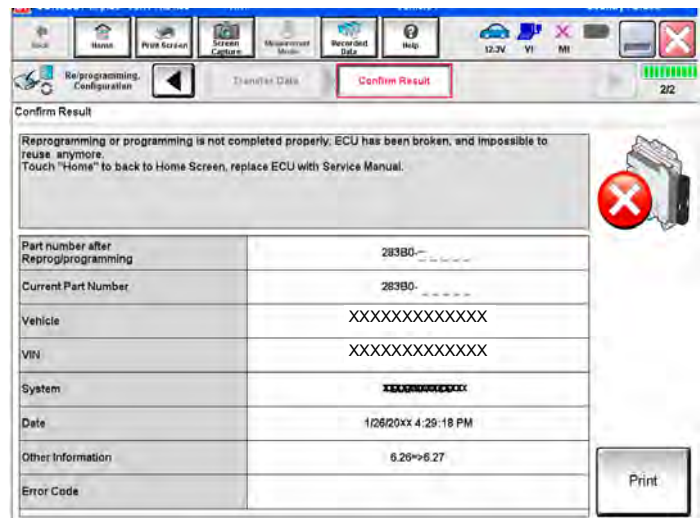 Back Home Print Screen Screen Capture Measurement Mode Recorded Data Help 12.3V VI MI
Re/programming, Configuration Transfer Data Confirm Result 2/2
Confirm Result
Reprogramming or programming is not completed properly. ECU has been broken, and impossible to
reuse anymore.
Touch "Home" to back to Home Screen, replace ECU with Service Manual.
Part number after
Reprog/programming 283B0-_ _ _ _ _
Current Part Number 283B0-_ _ _ _ _
Vehicle XXXXXXXXXXXXX
VIN XXXXXXXXXXXXX
System
Date 1/26/20xx 4:29:18 PM
Other Information 6.26=>6.27
Error Code
Print